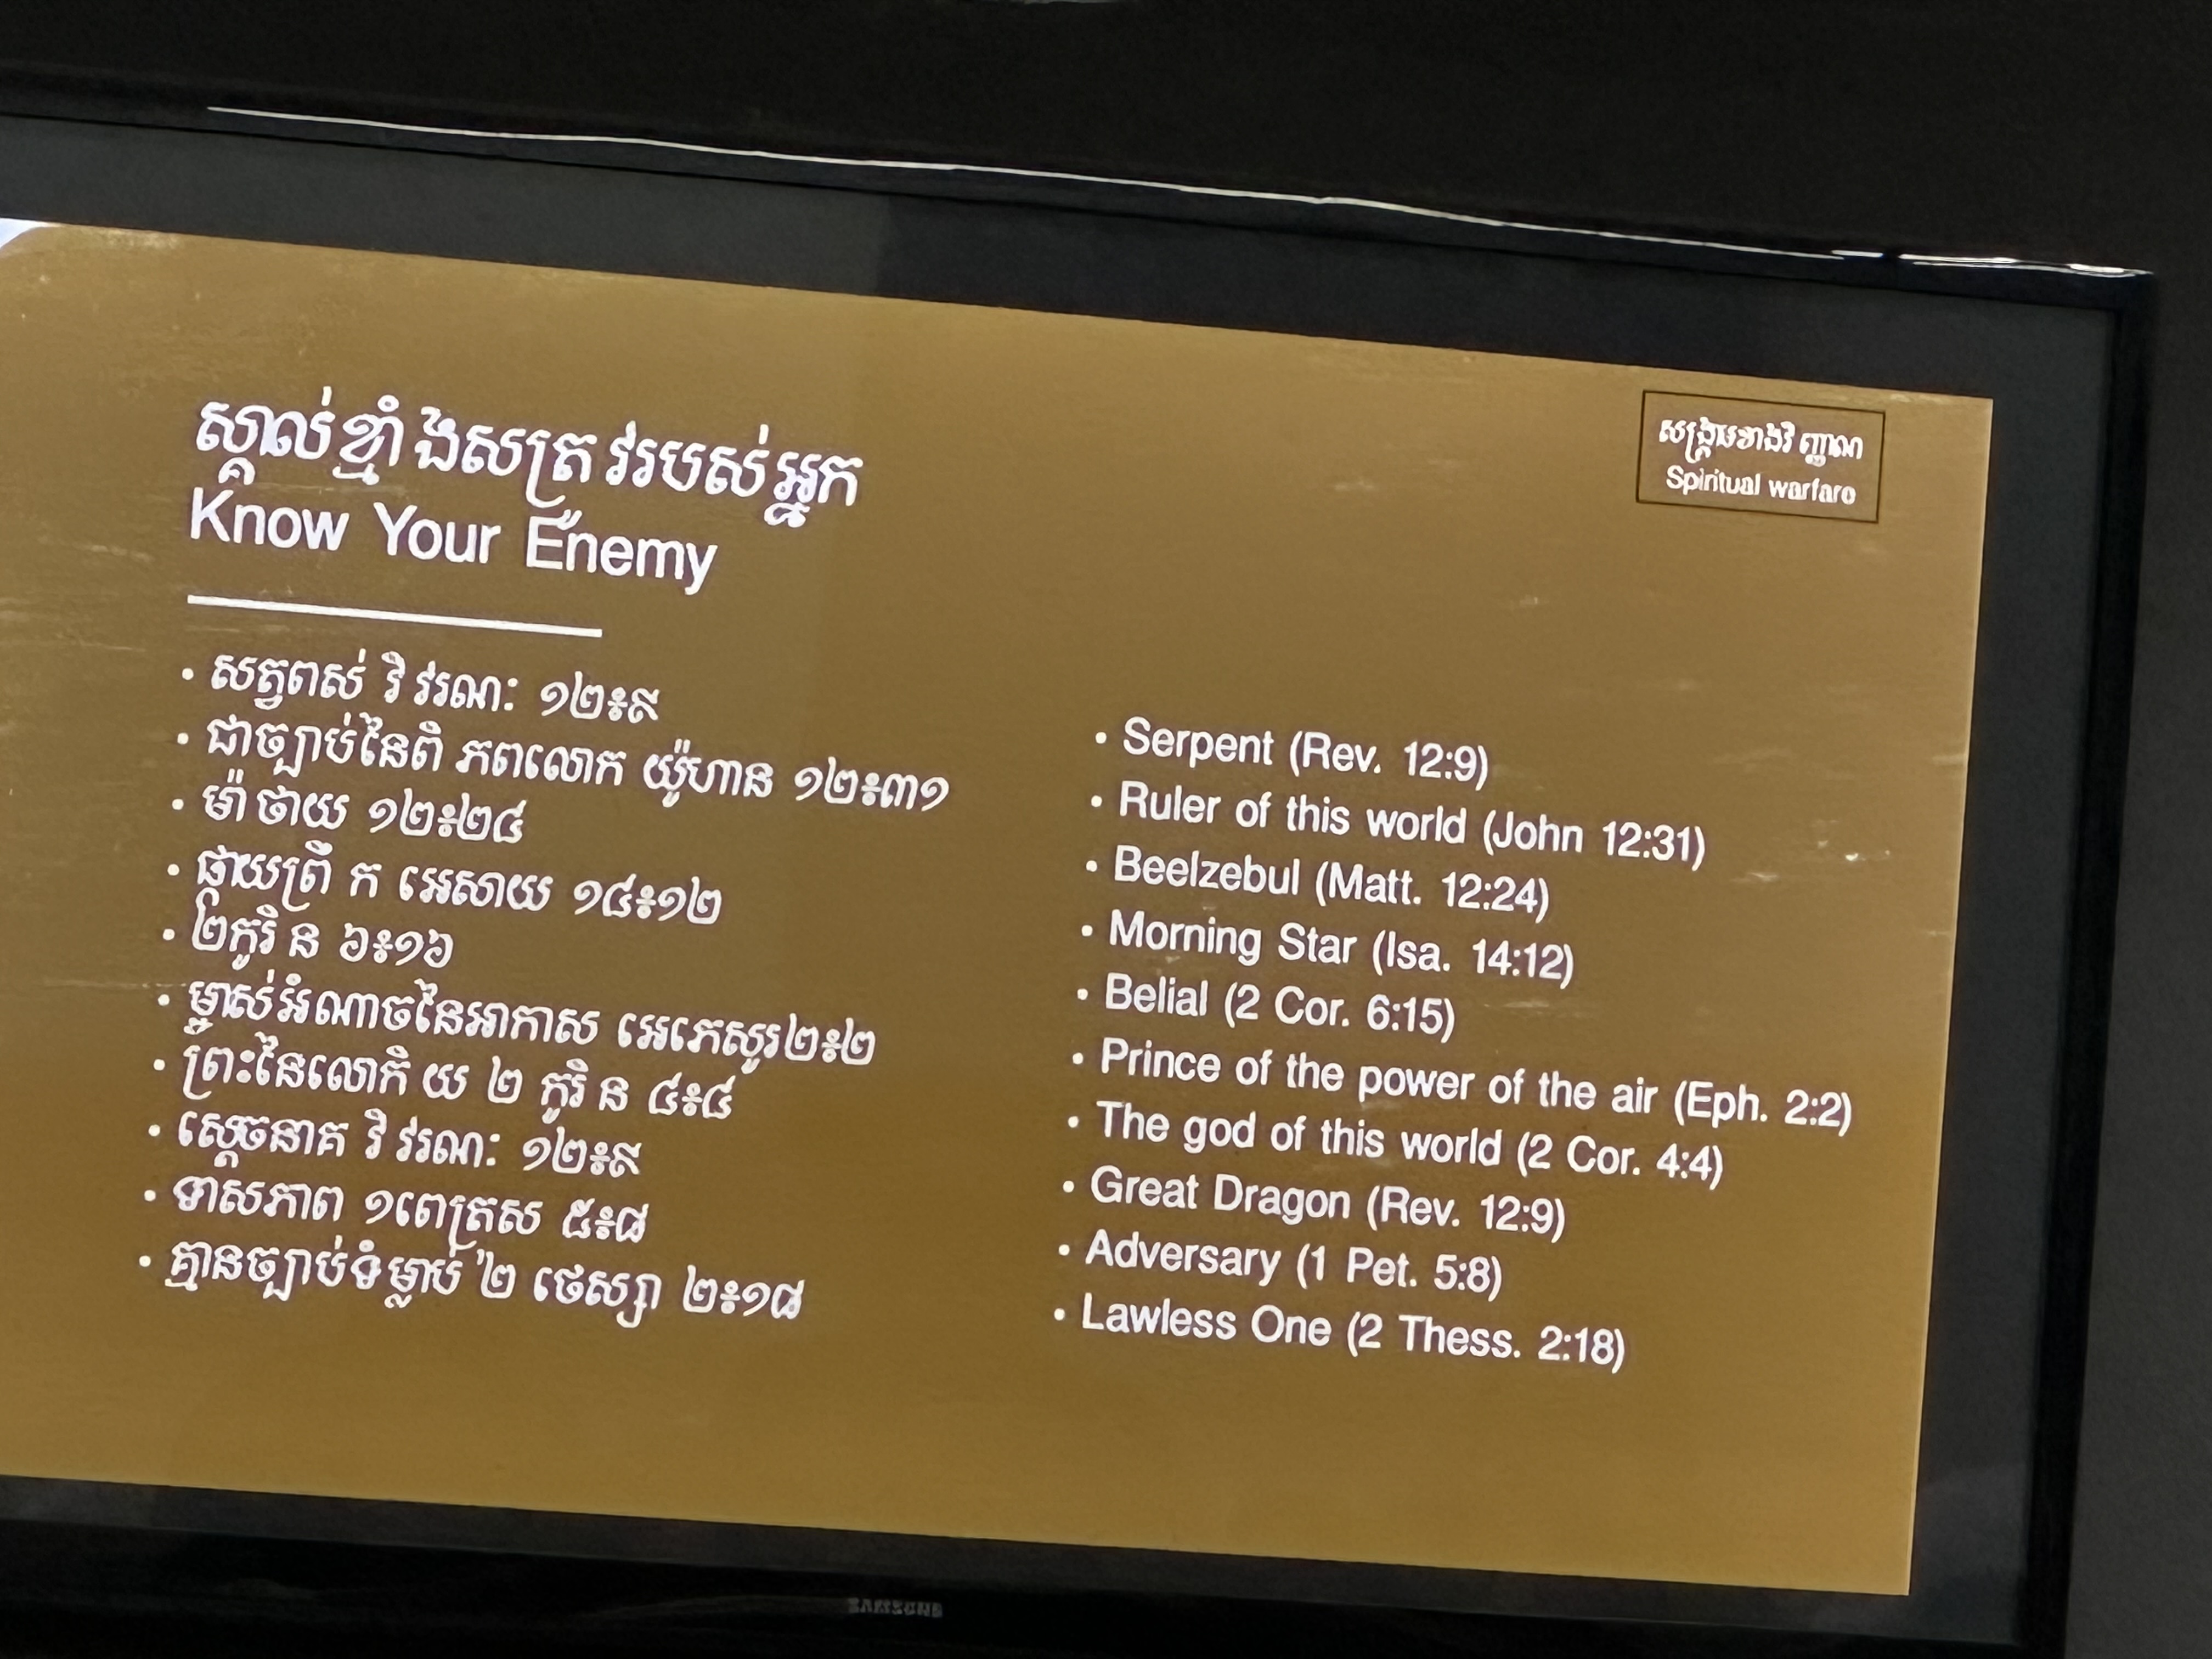 ស្គាល់ខ្មាំងសត្រូវរបស់អ្នក
Know Your Enemy
សង្គ្រាមខាងវិញ្ញាណ
Spiritual warfare
• សត្វពស់ វិវរណៈ ១២៖៩
• ជាច្បាប់នៃពិភពលោក យ៉ូហាន ១២៖៣១
• ម៉ាថាយ ១២៖២៤
• ផ្កាយព្រឹក អេសាយ ១៤៖១២
• ២កូរិន ៦៖១៦
• ម្ចាស់អំណាចនៃអាកាស អេភេសូរ២៖២
• ព្រះនៃលោកិយ ២ កូរិន ៤៖៤
• ស្តេចនាគ វិវរណៈ ១២៖៩
• ទាសភាព ១ពេត្រុស ៥៖៨
• គ្មានច្បាប់ទំម្លាប់ ២ ថេស្សា ២៖១៨
• Serpent (Rev. 12:9)
• Ruler of this world (John 12:31)
• Beelzebul (Matt. 12:24)
• Morning Star (Isa. 14:12)
• Belial (2 Cor. 6:15)
• Prince of the power of the air (Eph. 2:2)
• The god of this world (2 Cor. 4:4)
• Great Dragon (Rev. 12:9)
• Adversary (1 Pet. 5:8)
• Lawless One (2 Thess. 2:18)
SAMSUNG